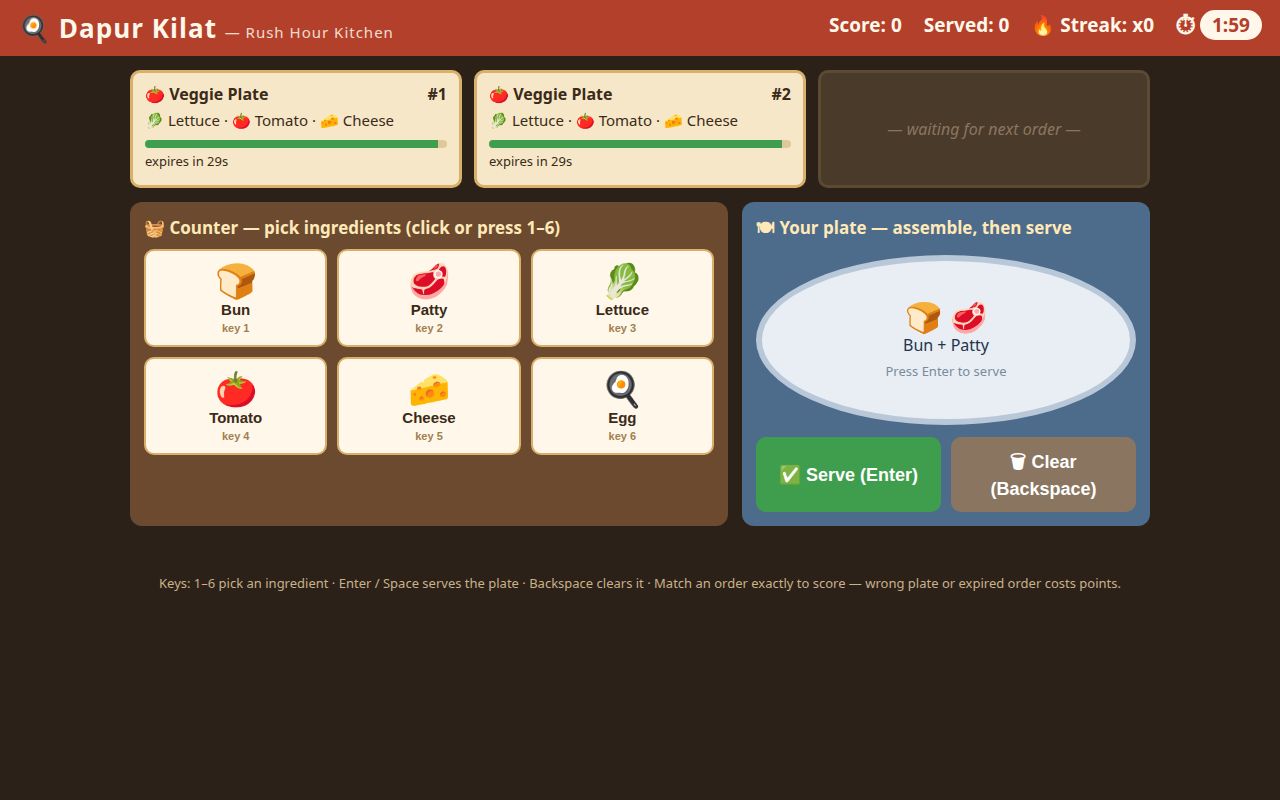 Dapur Kilat — Rush Hour Kitchen
Score: 0 Served: 0 🔥 Streak: x0 ⏱ 1:59
🍅 Veggie Plate #1
🥬 Lettuce · 🍅 Tomato · 🧀 Cheese
expires in 29s
🍅 Veggie Plate #2
🥬 Lettuce · 🍅 Tomato · 🧀 Cheese
expires in 29s
— waiting for next order —
🧺 Counter — pick ingredients (click or press 1–6)
Bun
key 1
Patty
key 2
Lettuce
key 3
Tomato
key 4
Cheese
key 5
Egg
key 6
🍽 Your plate — assemble, then serve
Bun + Patty
Press Enter to serve
✅ Serve (Enter)
🗑 Clear
(Backspace)
Keys: 1–6 pick an ingredient · Enter / Space serves the plate · Backspace clears it · Match an order exactly to score — wrong plate or expired order costs points.